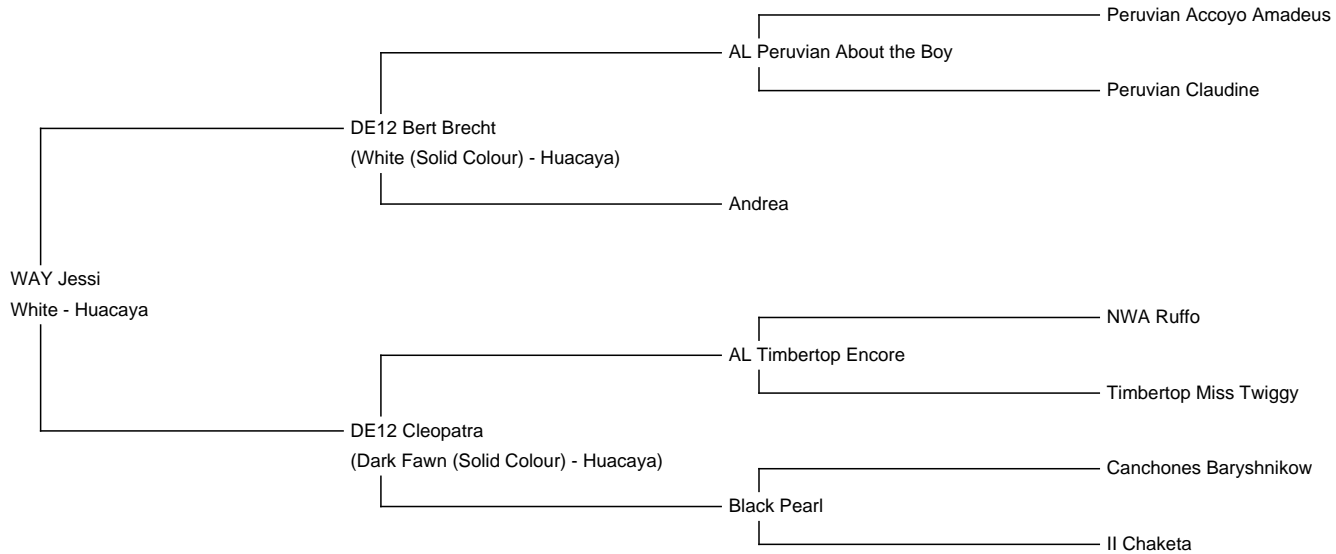 Peruvian Accoyo Amadeus
AL Peruvian About the Boy
Peruvian Claudine
DE12 Bert Brecht
(White (Solid Colour) - Huacaya)
Andrea
WAY Jessi
White - Huacaya
NWA Ruffo
AL Timbertop Encore
Timbertop Miss Twiggy
DE12 Cleopatra
(Dark Fawn (Solid Colour) - Huacaya)
Canchones Baryshnikow
Black Pearl
II Chaketa